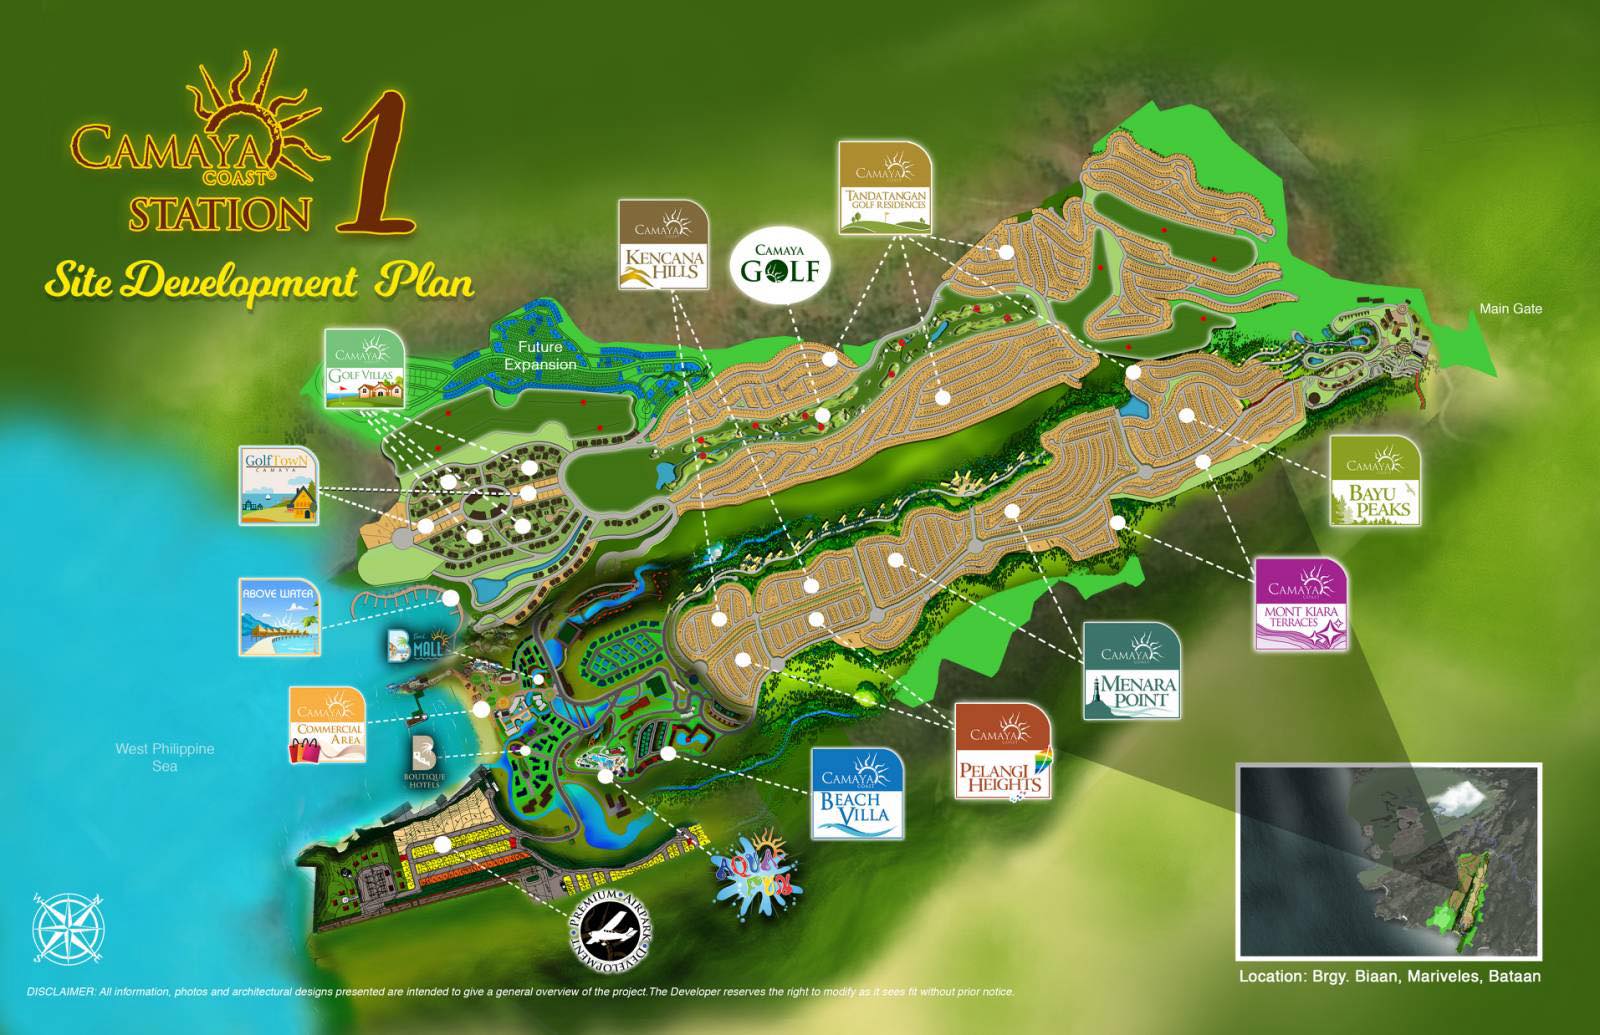 CAMAYA
COAST®
STATION 1
Site Development Plan
CAMAYA
GOLF VILLAS
GolfTowN
CAMAYA
ABOVE WATER
CAMAYA
COMMERCIAL
AREA
West Philippine
Sea
MALL
BOUTIQUE
HOTELS
Future
Expansion
CAMAYA
KENCANA
HILLS
CAMAYA
GOLF
CAMAYA
TANDATANGAN
GOLF RESIDENCES
Main Gate
CAMAYA
BAYU
PEAKS
CAMAYA
COAST
MONT KIARA
TERRACES
CAMAYA
COAST
MENARA
POINT
CAMAYA
COAST
PELANGI
HEIGHTS
CAMAYA
COAST
BEACH
VILLA
AQUA
FUN
PREMIUM AIRPARK DEVELOPMENT
Location: Brgy. Biaan, Mariveles, Bataan
DISCLAIMER: All information, photos and architectural designs presented are intended to give a general overview of the project.The Developer reserves the right to modify as it sees fit without prior notice.